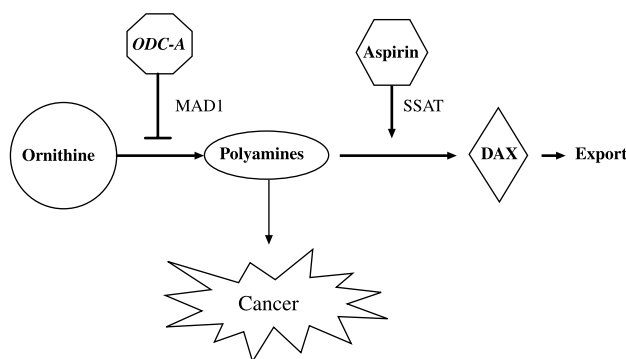 ODC-A
Aspirin
MAD1
SSAT
Ornithine
Polyamines
DAX
Export
Cancer